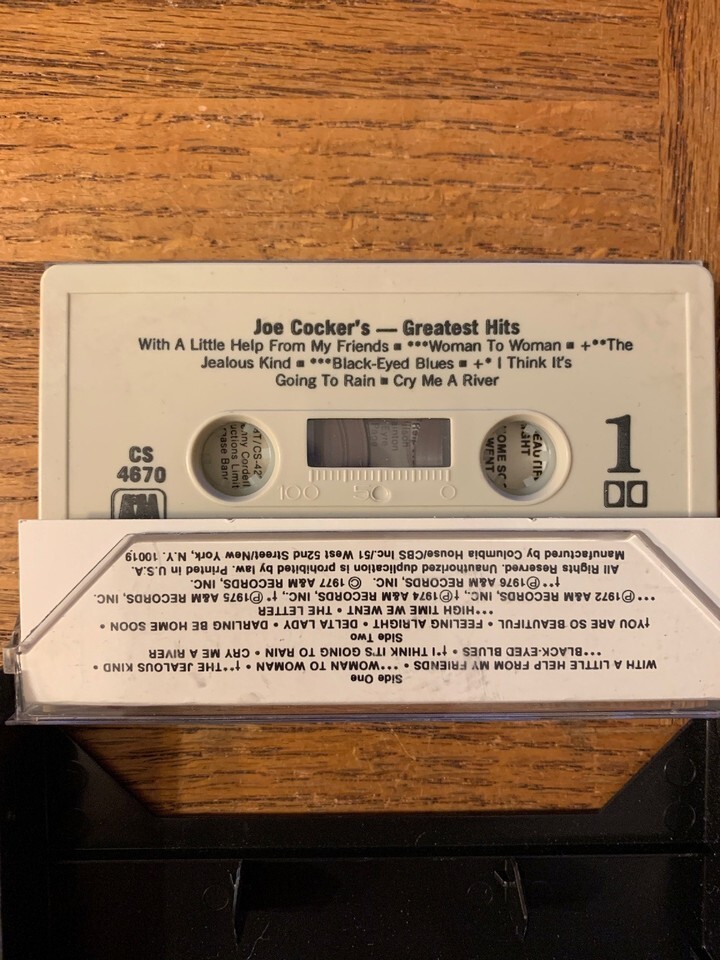 Joe Cocker's — Greatest Hits
With A Little Help From My Friends ■ ***Woman To Woman ■ +**The
Jealous Kind ■ ***Black-Eyed Blues ■ +* I Think It's
Going To Rain ■ Cry Me A River
CS
4670
1
100 50 0
A&M
Side One
WITH A LITTLE HELP FROM MY FRIENDS • ***WOMAN TO WOMAN • †**THE JEALOUS KIND
***BLACK-EYED BLUES • †*I THINK IT'S GOING TO RAIN • CRY ME A RIVER
Side Two
†YOU ARE SO BEAUTIFUL • FEELING ALRIGHT • DELTA LADY • DARLING BE HOME SOON •
***HIGH TIME WE WENT • THE LETTER
***Ⓟ1972 A&M RECORDS, INC., †Ⓟ1974 A&M RECORDS, INC., †*Ⓟ1975 A&M RECORDS, INC.
†**Ⓟ1976 A&M RECORDS, INC. © 1977 A&M RECORDS, INC.
All Rights Reserved. Unauthorized duplication is prohibited by law. Printed in U.S.A.
Manufactured by Columbia House/CBS Inc./51 West 52nd Street/New York, N.Y. 10019